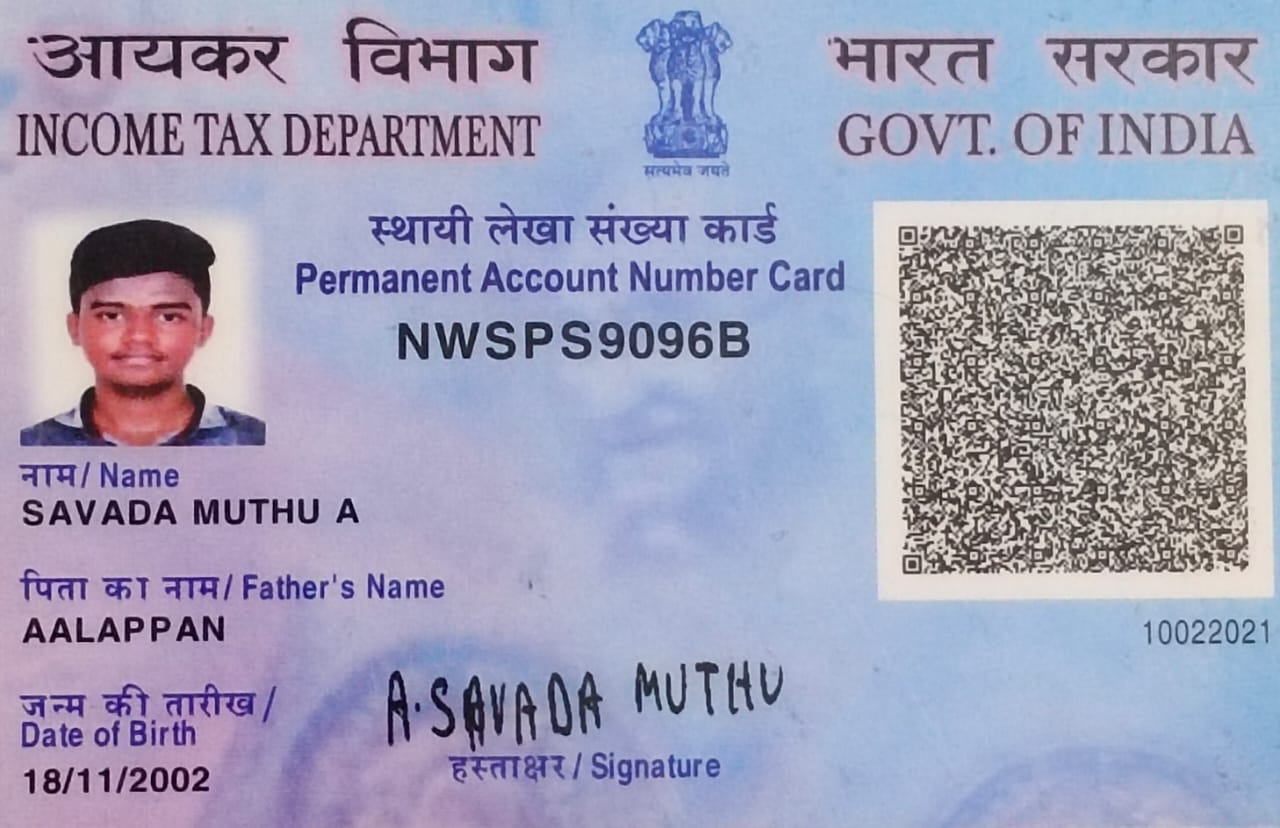 आयकर विभाग
INCOME TAX DEPARTMENT
सत्यमेव जयते
भारत सरकार
GOVT. OF INDIA
स्थायी लेखा संख्या कार्ड
Permanent Account Number Card
NWSPS9096B
नाम/ Name
SAVADA MUTHU A
पिता का नाम/ Father's Name
AALAPPAN
जन्म की तारीख/
Date of Birth
18/11/2002
A.SAVADA MUTHU
हस्ताक्षर/ Signature
10022021